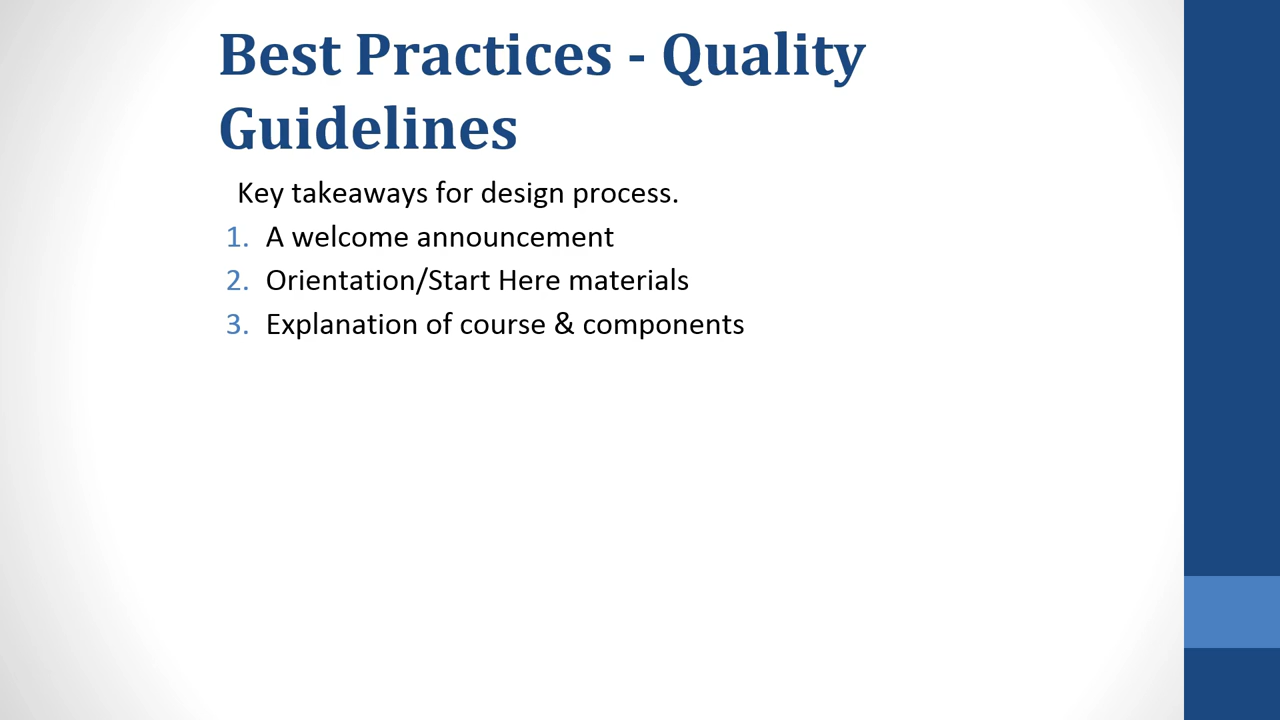 Best Practices - Quality
Guidelines
Key takeaways for design process.
1. A welcome announcement
2. Orientation/Start Here materials
3. Explanation of course & components